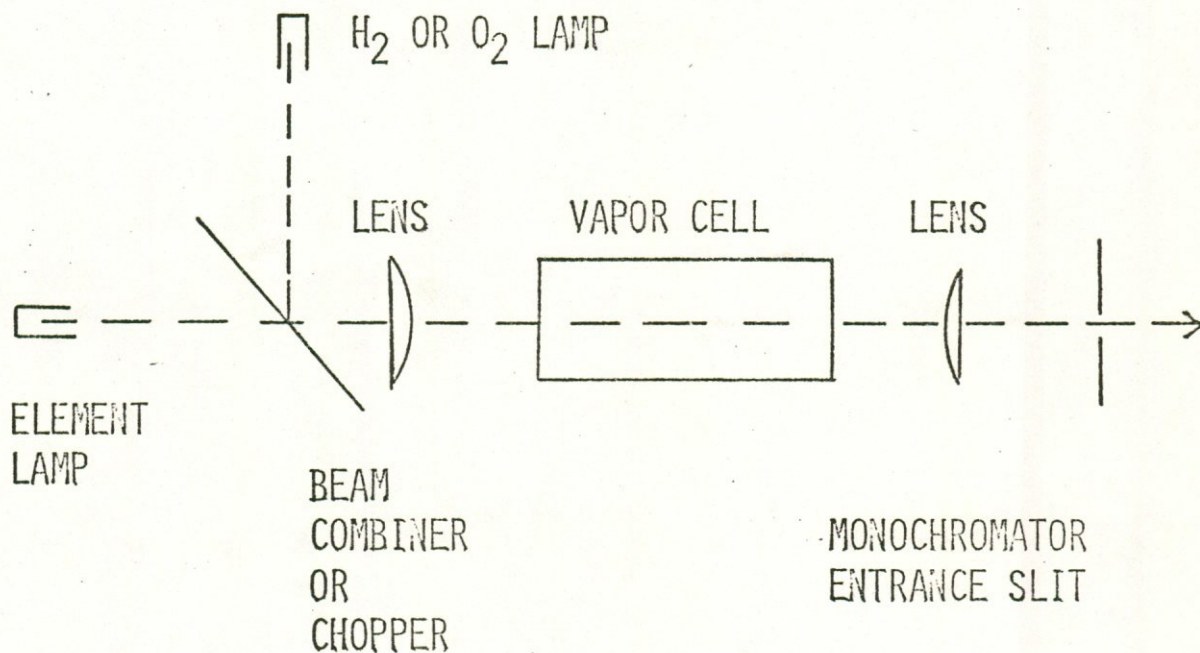 H2 OR O2 LAMP
LENS
VAPOR CELL
LENS
ELEMENT
LAMP
BEAM
COMBINER
OR
CHOPPER
MONOCHROMATOR
ENTRANCE SLIT